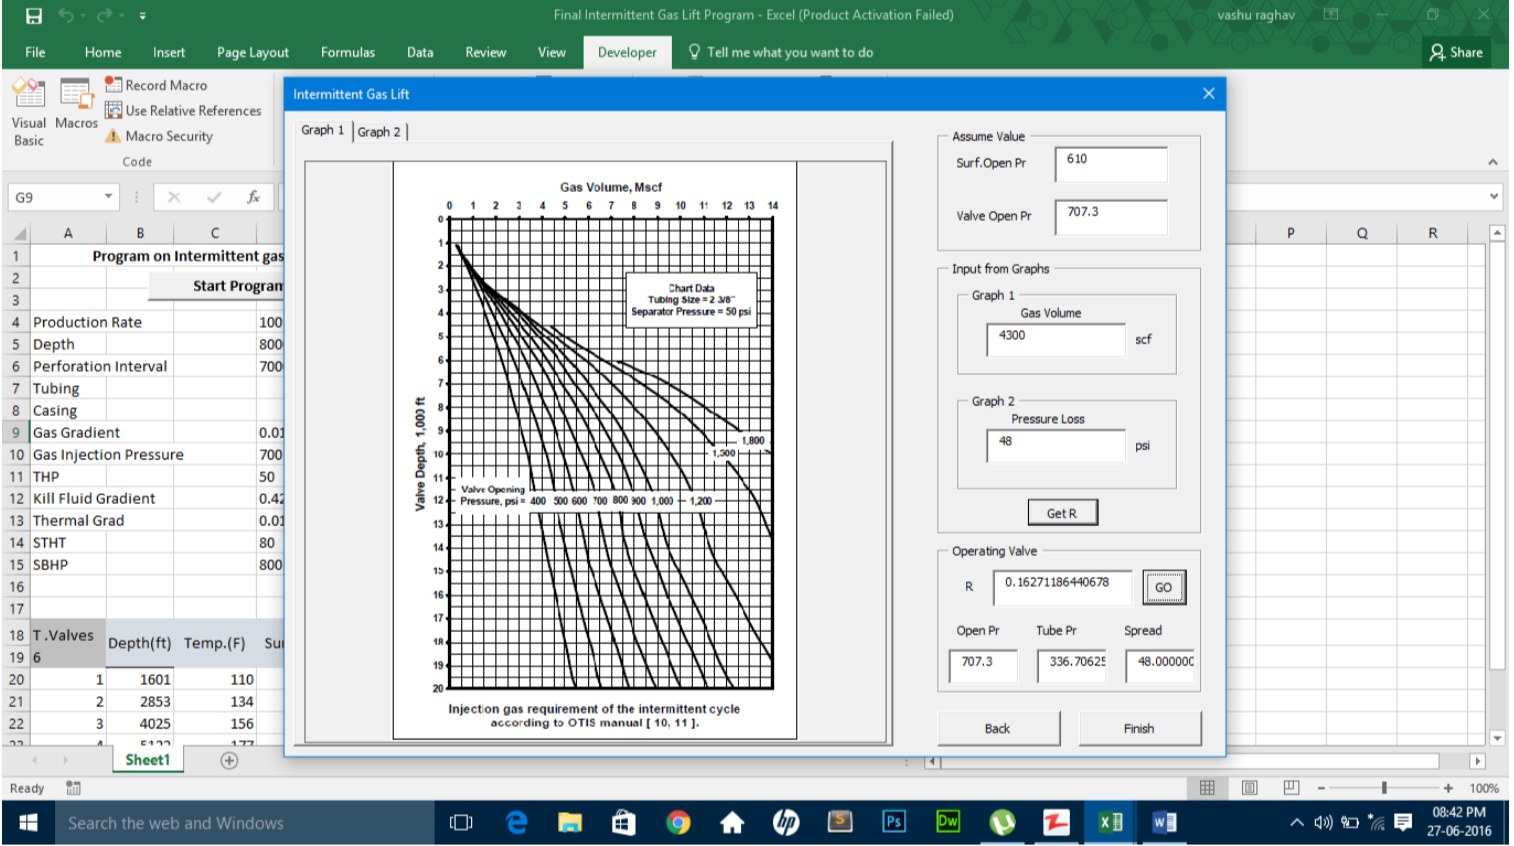 Final Intermittent Gas Lift Program - Excel (Product Activation Failed)
vashu raghav
File Home Insert Page Layout Formulas Data Review View Developer Tell me what you want to do Share
Visual Basic
Macros
Record Macro
Use Relative References
Macro Security
Code
G9
fx
A B C P Q R
1 Program on Intermittent gas
2 Start Program
3
4 Production Rate 100
5 Depth 800
6 Perforation Interval 700
7 Tubing
8 Casing
9 Gas Gradient 0.01
10 Gas Injection Pressure 700
11 THP 50
12 Kill Fluid Gradient 0.42
13 Thermal Grad 0.01
14 STHT 80
15 SBHP 800
16
17
18 T.Valves Depth(ft) Temp.(F) Su
19 6
20 1 1601 110
21 2 2853 134
22 3 4025 156
Sheet1
Ready
100%
Intermittent Gas Lift
Graph 1 Graph 2
Gas Volume, Mscf
0 1 2 3 4 5 6 7 8 9 10 11 12 13 14
Valve Depth, 1,000 ft
0
1
2
3
4
5
6
7
8
9
10
11
12
13
14
15
16
17
18
19
20
Chart Data
Tubing Size = 2 3/8"
Separator Pressure = 50 psi
1,800
1,500
Valve Opening
Pressure, psi = 400 500 600 700 800 900 1,000 1,200
Injection gas requirement of the intermittent cycle
according to OTIS manual [ 10, 11 ].
Assume Value
Surf.Open Pr 610
Valve Open Pr 707.3
Input from Graphs
Graph 1
Gas Volume
4300 scf
Graph 2
Pressure Loss
48 psi
Get R
Operating Valve
R 0.16271186440678 GO
Open Pr Tube Pr Spread
707.3 336.70625 48.000000
Back Finish
Search the web and Windows
08:42 PM
27-06-2016